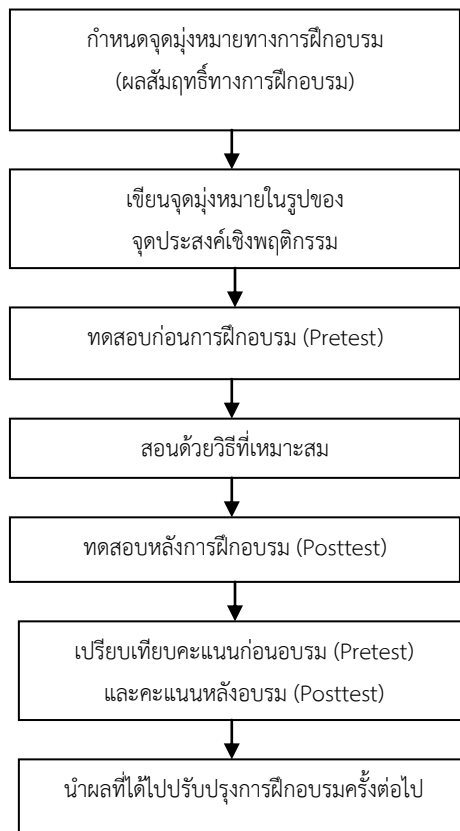 กำหนดจุดมุ่งหมายทางการฝึกอบรม
(ผลสัมฤทธิ์ทางการฝึกอบรม)
เขียนจุดมุ่งหมายในรูปของ
จุดประสงค์เชิงพฤติกรรม
ทดสอบก่อนการฝึกอบรม (Pretest)
สอนด้วยวิธีที่เหมาะสม
ทดสอบหลังการฝึกอบรม (Posttest)
เปรียบเทียบคะแนนก่อนอบรม (Pretest)
และคะแนนหลังอบรม (Posttest)
นำผลที่ได้ไปปรับปรุงการฝึกอบรมครั้งต่อไป